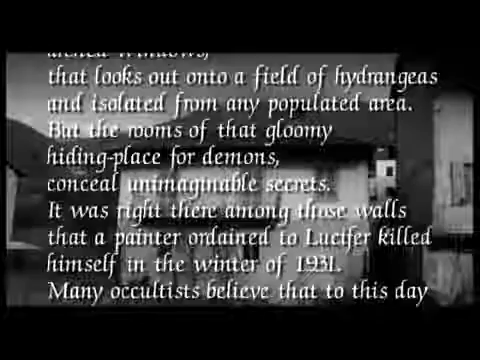 arched windows,
that looks out onto a field of hydrangeas
and isolated from any populated area.
But the rooms of that gloomy
hiding-place for demons,
conceal unimaginable secrets.
It was right there among those walls
that a painter ordained to Lucifer killed
himself in the winter of 1931.
Many occultists believe that to this day